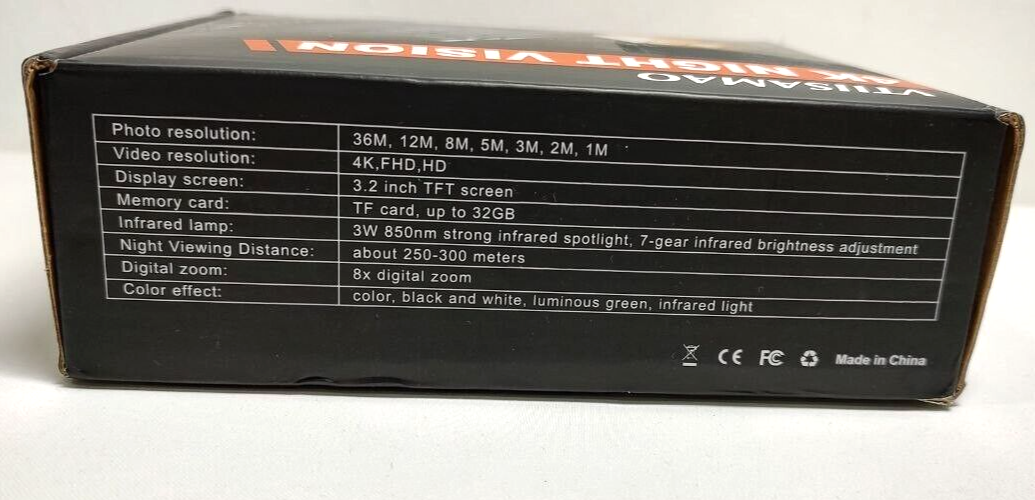 VTIISAMAO
4K NIGHT VISION
Photo resolution: 36M, 12M, 8M, 5M, 3M, 2M, 1M
Video resolution: 4K,FHD,HD
Display screen: 3.2 inch TFT screen
Memory card: TF card, up to 32GB
Infrared lamp: 3W 850nm strong infrared spotlight, 7-gear infrared brightness adjustment
Night Viewing Distance: about 250-300 meters
Digital zoom: 8x digital zoom
Color effect: color, black and white, luminous green, infrared light
CE FC Made in China